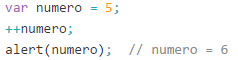 var numero = 5;
++numero;
alert(numero);  // numero = 6